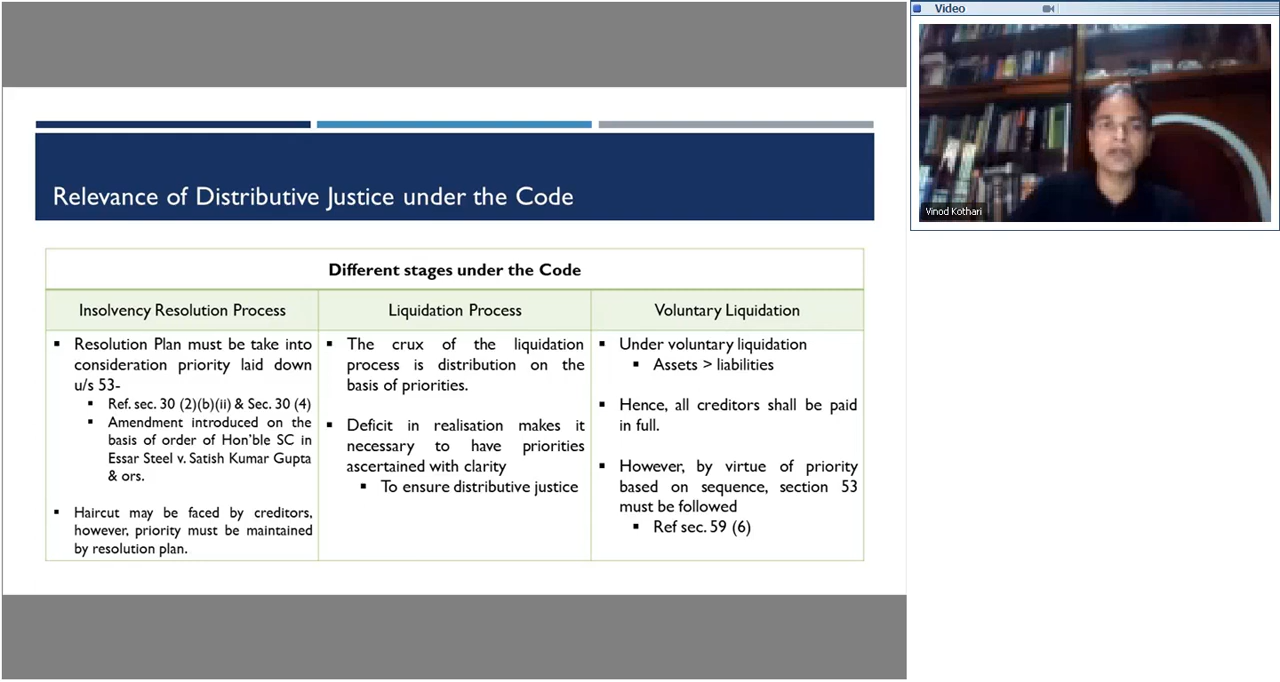 Video
Vinod Kothari
Relevance of Distributive Justice under the Code
Different stages under the Code
Insolvency Resolution Process
Resolution Plan must be take into
consideration priority laid down
u/s 53-
Ref. sec. 30 (2)(b)(ii) & Sec. 30 (4)
Amendment introduced on the
basis of order of Hon'ble SC in
Essar Steel v. Satish Kumar Gupta
& ors.
Haircut may be faced by creditors,
however, priority must be maintained
by resolution plan.
Liquidation Process
The crux of the liquidation
process is distribution on the
basis of priorities.
Deficit in realisation makes it
necessary to have priorities
ascertained with clarity
To ensure distributive justice
Voluntary Liquidation
Under voluntary liquidation
Assets > liabilities
Hence, all creditors shall be paid
in full.
However, by virtue of priority
based on sequence, section 53
must be followed
Ref sec. 59 (6)